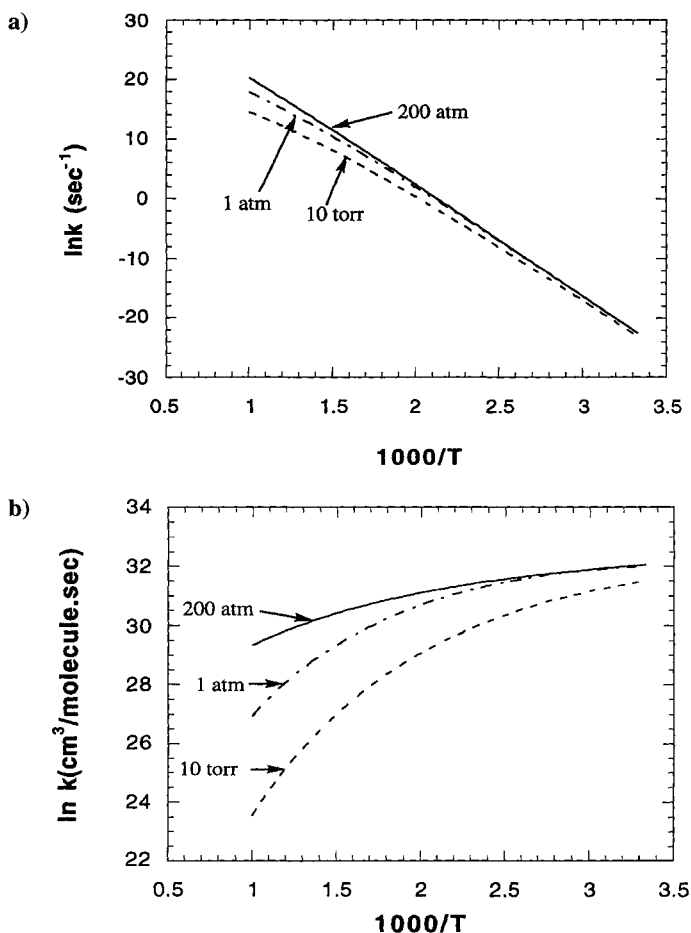 a)
30
20
10
0
-10
-20
-30
lnk (sec⁻¹)
200 atm
1 atm
10 torr
0.5 1 1.5 2 2.5 3 3.5
1000/T
b)
34
32
30
28
26
24
22
ln k(cm³/molecule.sec)
200 atm
1 atm
10 torr
0.5 1 1.5 2 2.5 3 3.5
1000/T